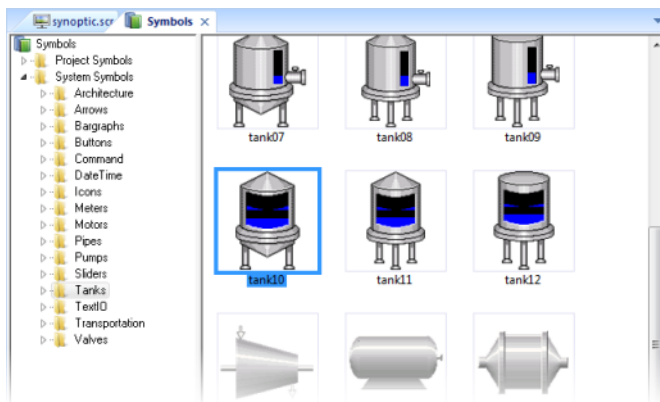 synoptic.scr
Symbols
Symbols
Project Symbols
System Symbols
Architecture
Arrows
Bargraphs
Buttons
Command
DateTime
Icons
Meters
Motors
Pipes
Pumps
Sliders
Tanks
TextIO
Transportation
Valves
tank07 tank08 tank09
tank10 tank11 tank12